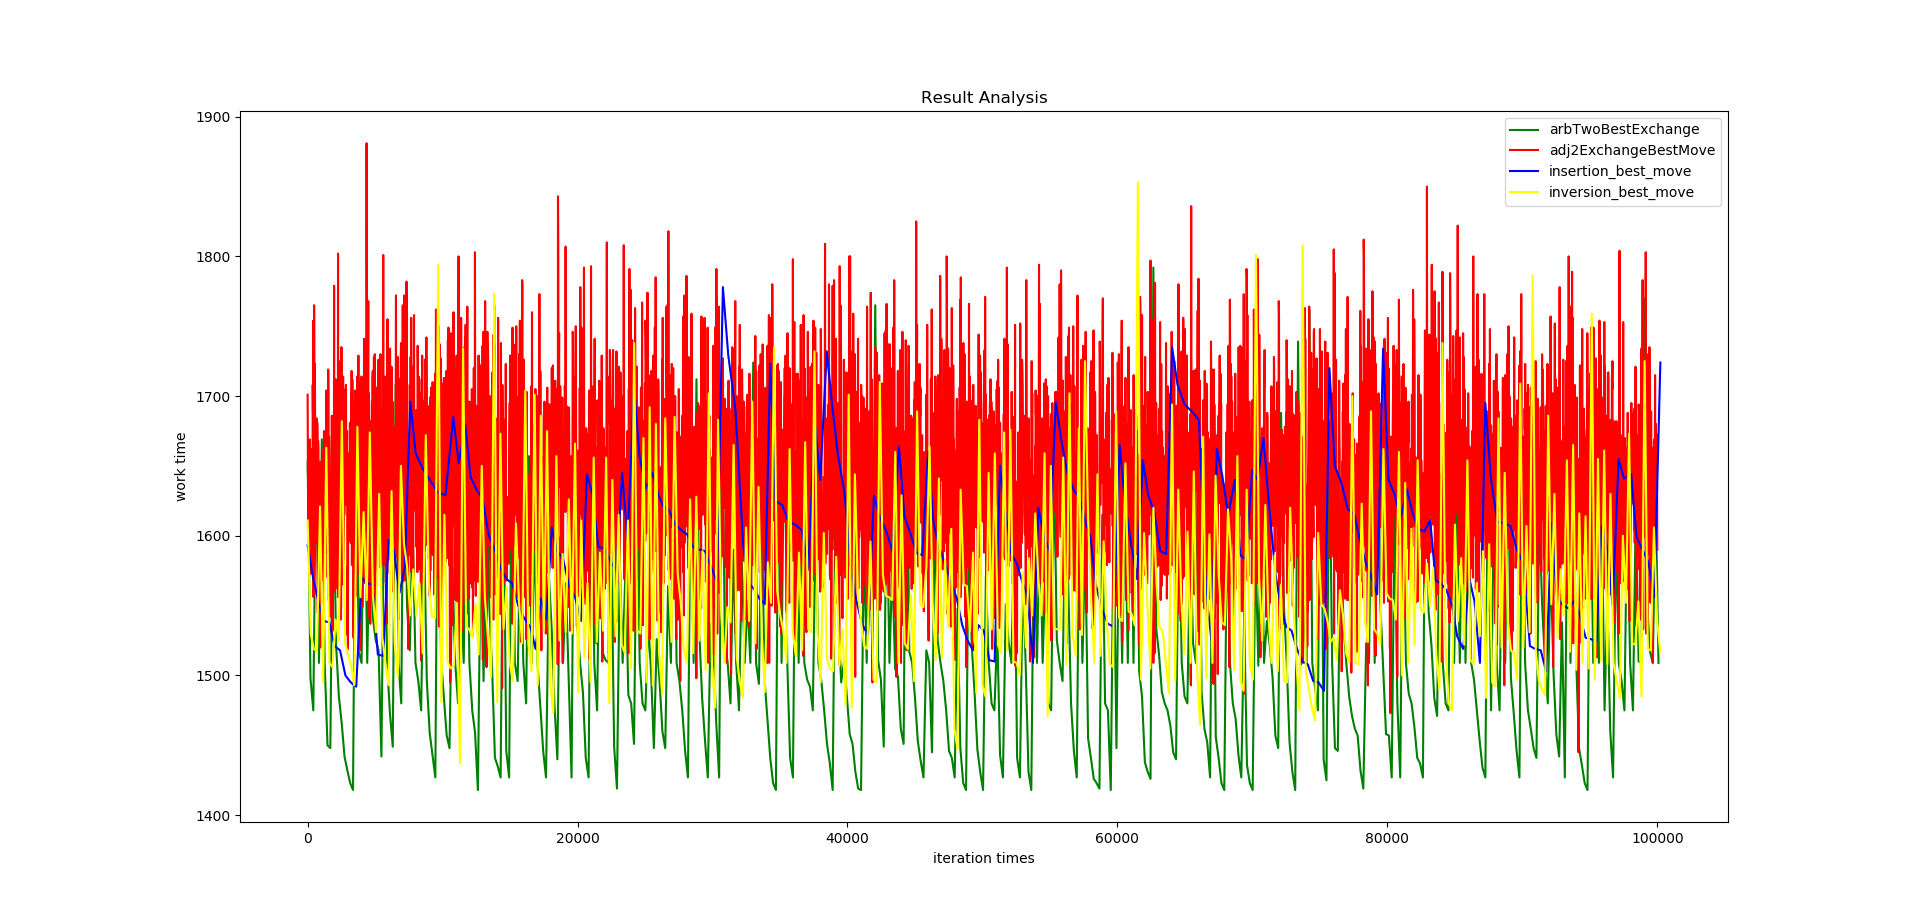 Result Analysis
arbTwoBestExchange
adj2ExchangeBestMove
insertion_best_move
inversion_best_move
1900
1800
1700
1600
1500
1400
work time
0 20000 40000 60000 80000 100000
iteration times